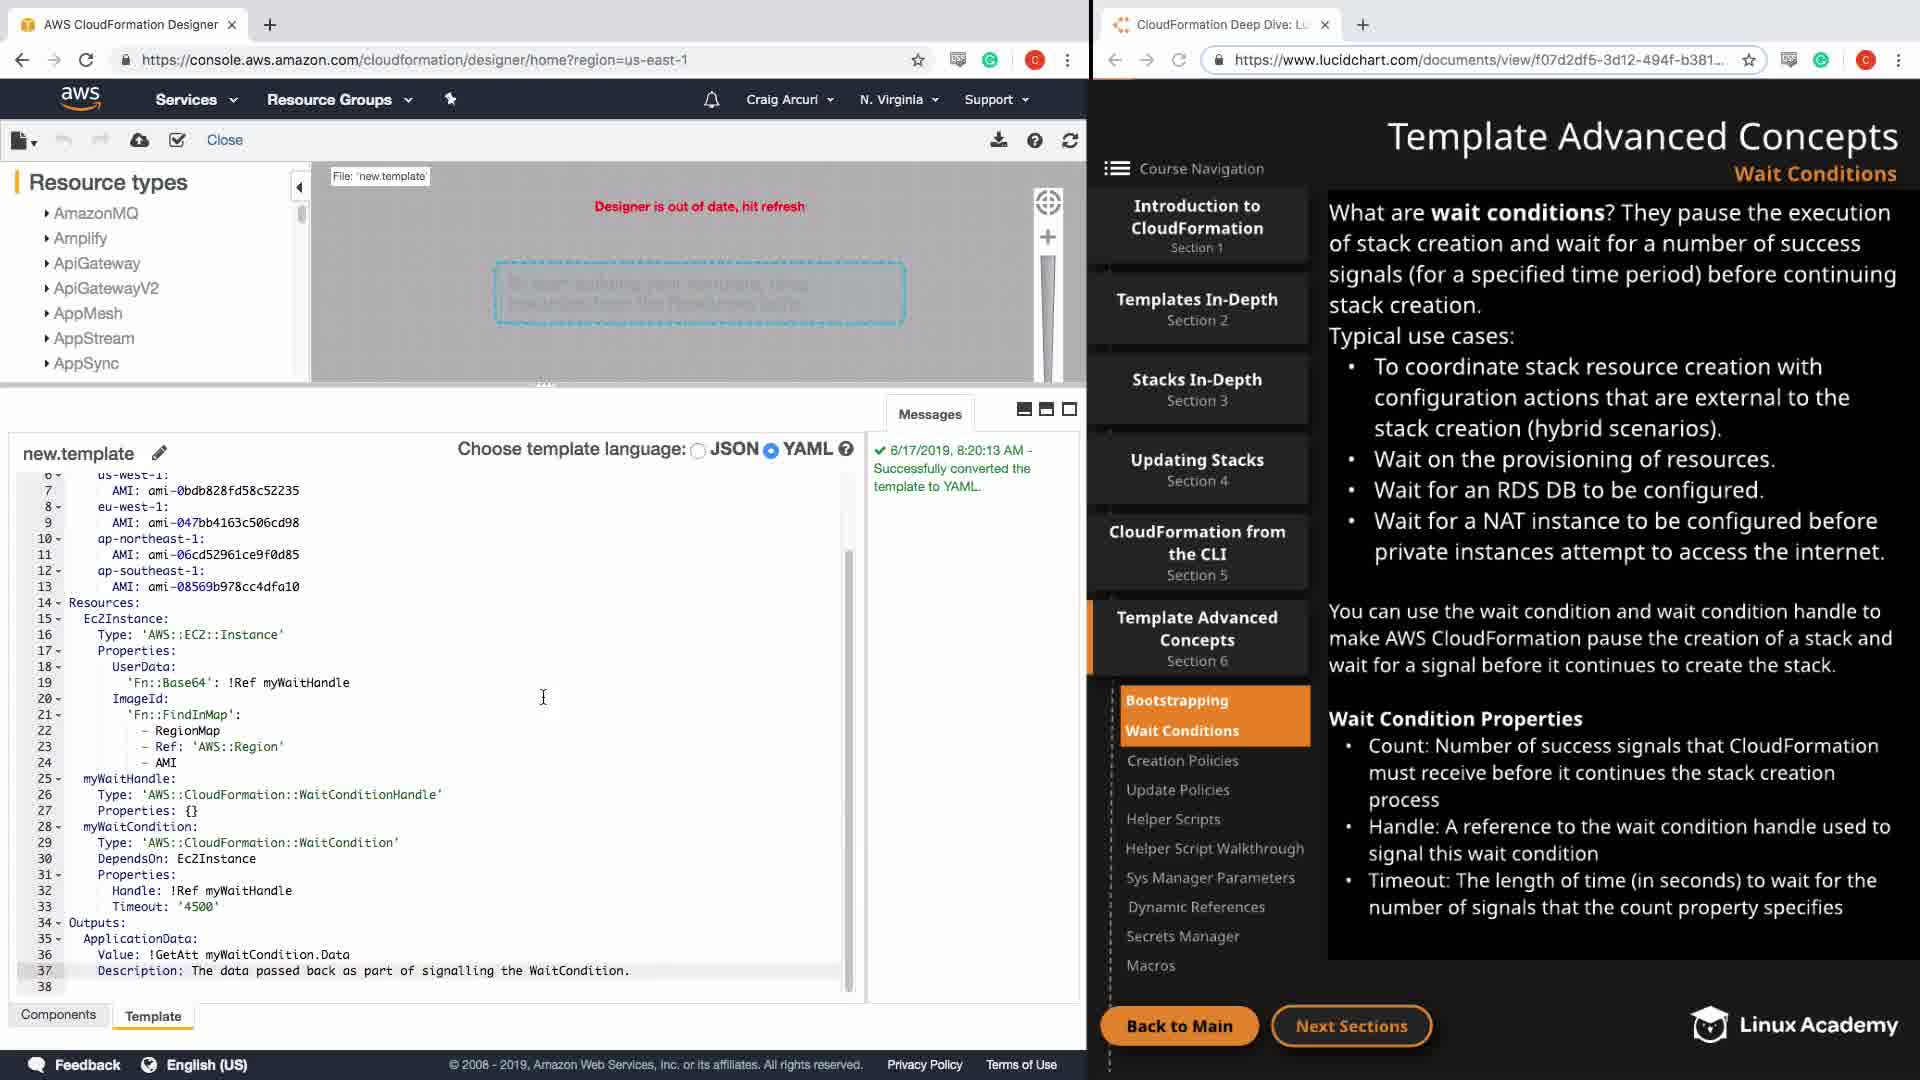 AWS CloudFormation Designer
https://console.aws.amazon.com/cloudformation/designer/home?region=us-east-1
C
aws
Services
Resource Groups
Craig Arcuri
N. Virginia
Support
Close
Resource types
AmazonMQ
Amplify
ApiGateway
ApiGatewayV2
AppMesh
AppStream
AppSync
File: 'new.template'
Designer is out of date, hit refresh
Messages
6/17/2019, 8:20:13 AM -
Successfully converted the
template to YAML.
new.template
Choose template language: JSON YAML
6 us-west-1:
7 AMI: ami-0bdb828fd58c52235
8 eu-west-1:
9 AMI: ami-047bb4163c506cd98
10 ap-northeast-1:
11 AMI: ami-06cd52961ce9f0d85
12 ap-southeast-1:
13 AMI: ami-08569b978cc4dfa10
14 Resources:
15 Ec2Instance:
16 Type: 'AWS::EC2::Instance'
17 Properties:
18 UserData:
19 'Fn::Base64': !Ref myWaitHandle
20 ImageId:
21 'Fn::FindInMap':
22 - RegionMap
23 - Ref: 'AWS::Region'
24 - AMI
25 myWaitHandle:
26 Type: 'AWS::CloudFormation::WaitConditionHandle'
27 Properties: {}
28 myWaitCondition:
29 Type: 'AWS::CloudFormation::WaitCondition'
30 DependsOn: Ec2Instance
31 Properties:
32 Handle: !Ref myWaitHandle
33 Timeout: '4500'
34 Outputs:
35 ApplicationData:
36 Value: !GetAtt myWaitCondition.Data
37 Description: The data passed back as part of signalling the WaitCondition.
38
Components
Template
Feedback
English (US)
© 2008 - 2019, Amazon Web Services, Inc. or its affiliates. All rights reserved.
Privacy Policy
Terms of Use
CloudFormation Deep Dive: Lu
https://www.lucidchart.com/documents/view/f07d2df5-3d12-494f-b381...
C
Template Advanced Concepts
Wait Conditions
Course Navigation
Introduction to
CloudFormation
Section 1
Templates In-Depth
Section 2
Stacks In-Depth
Section 3
Updating Stacks
Section 4
CloudFormation from
the CLI
Section 5
Template Advanced
Concepts
Section 6
Bootstrapping
Wait Conditions
Creation Policies
Update Policies
Helper Scripts
Helper Script Walkthrough
Sys Manager Parameters
Dynamic References
Secrets Manager
Macros
What are wait conditions? They pause the execution
of stack creation and wait for a number of success
signals (for a specified time period) before continuing
stack creation.
Typical use cases:
• To coordinate stack resource creation with
configuration actions that are external to the
stack creation (hybrid scenarios).
• Wait on the provisioning of resources.
• Wait for an RDS DB to be configured.
• Wait for a NAT instance to be configured before
private instances attempt to access the internet.
You can use the wait condition and wait condition handle to
make AWS CloudFormation pause the creation of a stack and
wait for a signal before it continues to create the stack.
Wait Condition Properties
• Count: Number of success signals that CloudFormation
must receive before it continues the stack creation
process
• Handle: A reference to the wait condition handle used to
signal this wait condition
• Timeout: The length of time (in seconds) to wait for the
number of signals that the count property specifies
Back to Main
Next Sections
Linux Academy